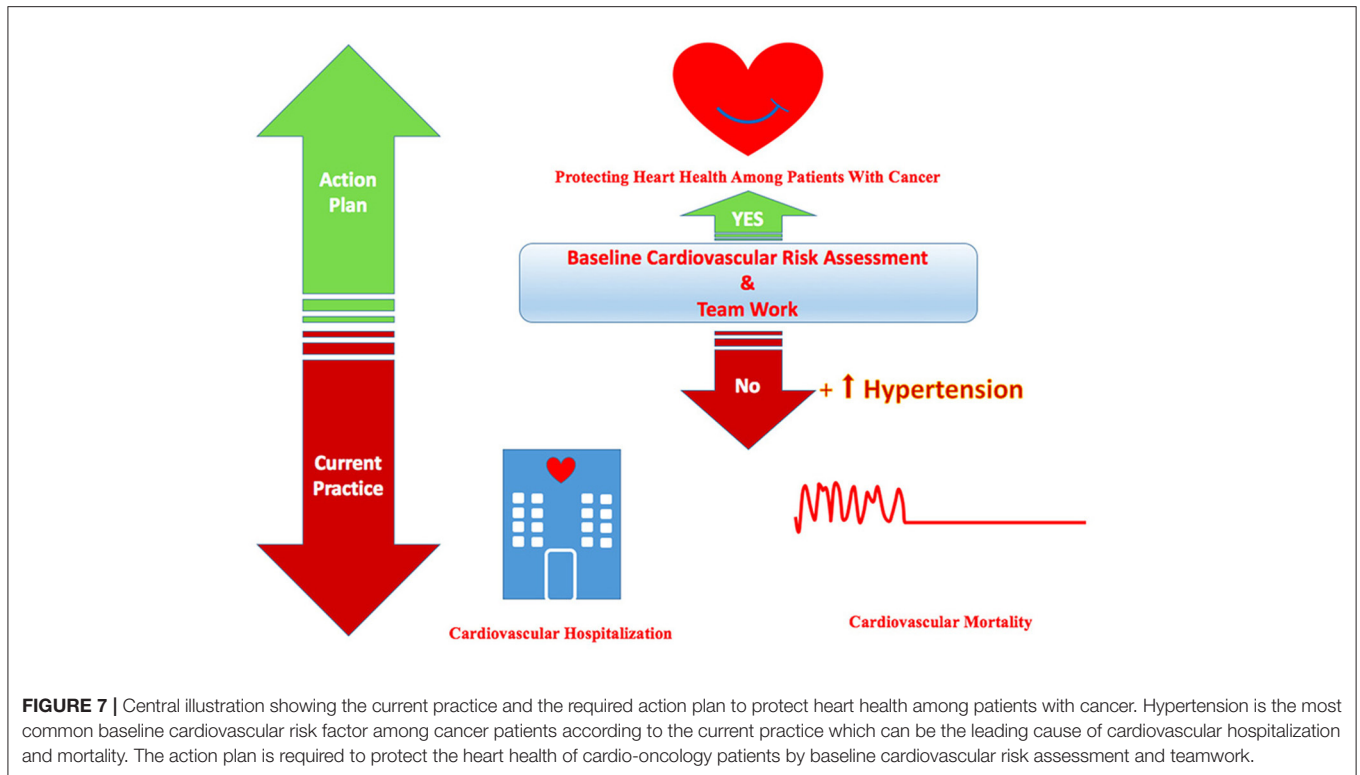 Action
Plan
Protecting Heart Health Among Patients With Cancer
YES
Baseline Cardiovascular Risk Assessment
&
Team Work
No
+ ↑ Hypertension
Current
Practice
Cardiovascular Hospitalization
Cardiovascular Mortality
FIGURE 7 | Central illustration showing the current practice and the required action plan to protect heart health among patients with cancer. Hypertension is the most
common baseline cardiovascular risk factor among cancer patients according to the current practice which can be the leading cause of cardiovascular hospitalization
and mortality. The action plan is required to protect the heart health of cardio-oncology patients by baseline cardiovascular risk assessment and teamwork.